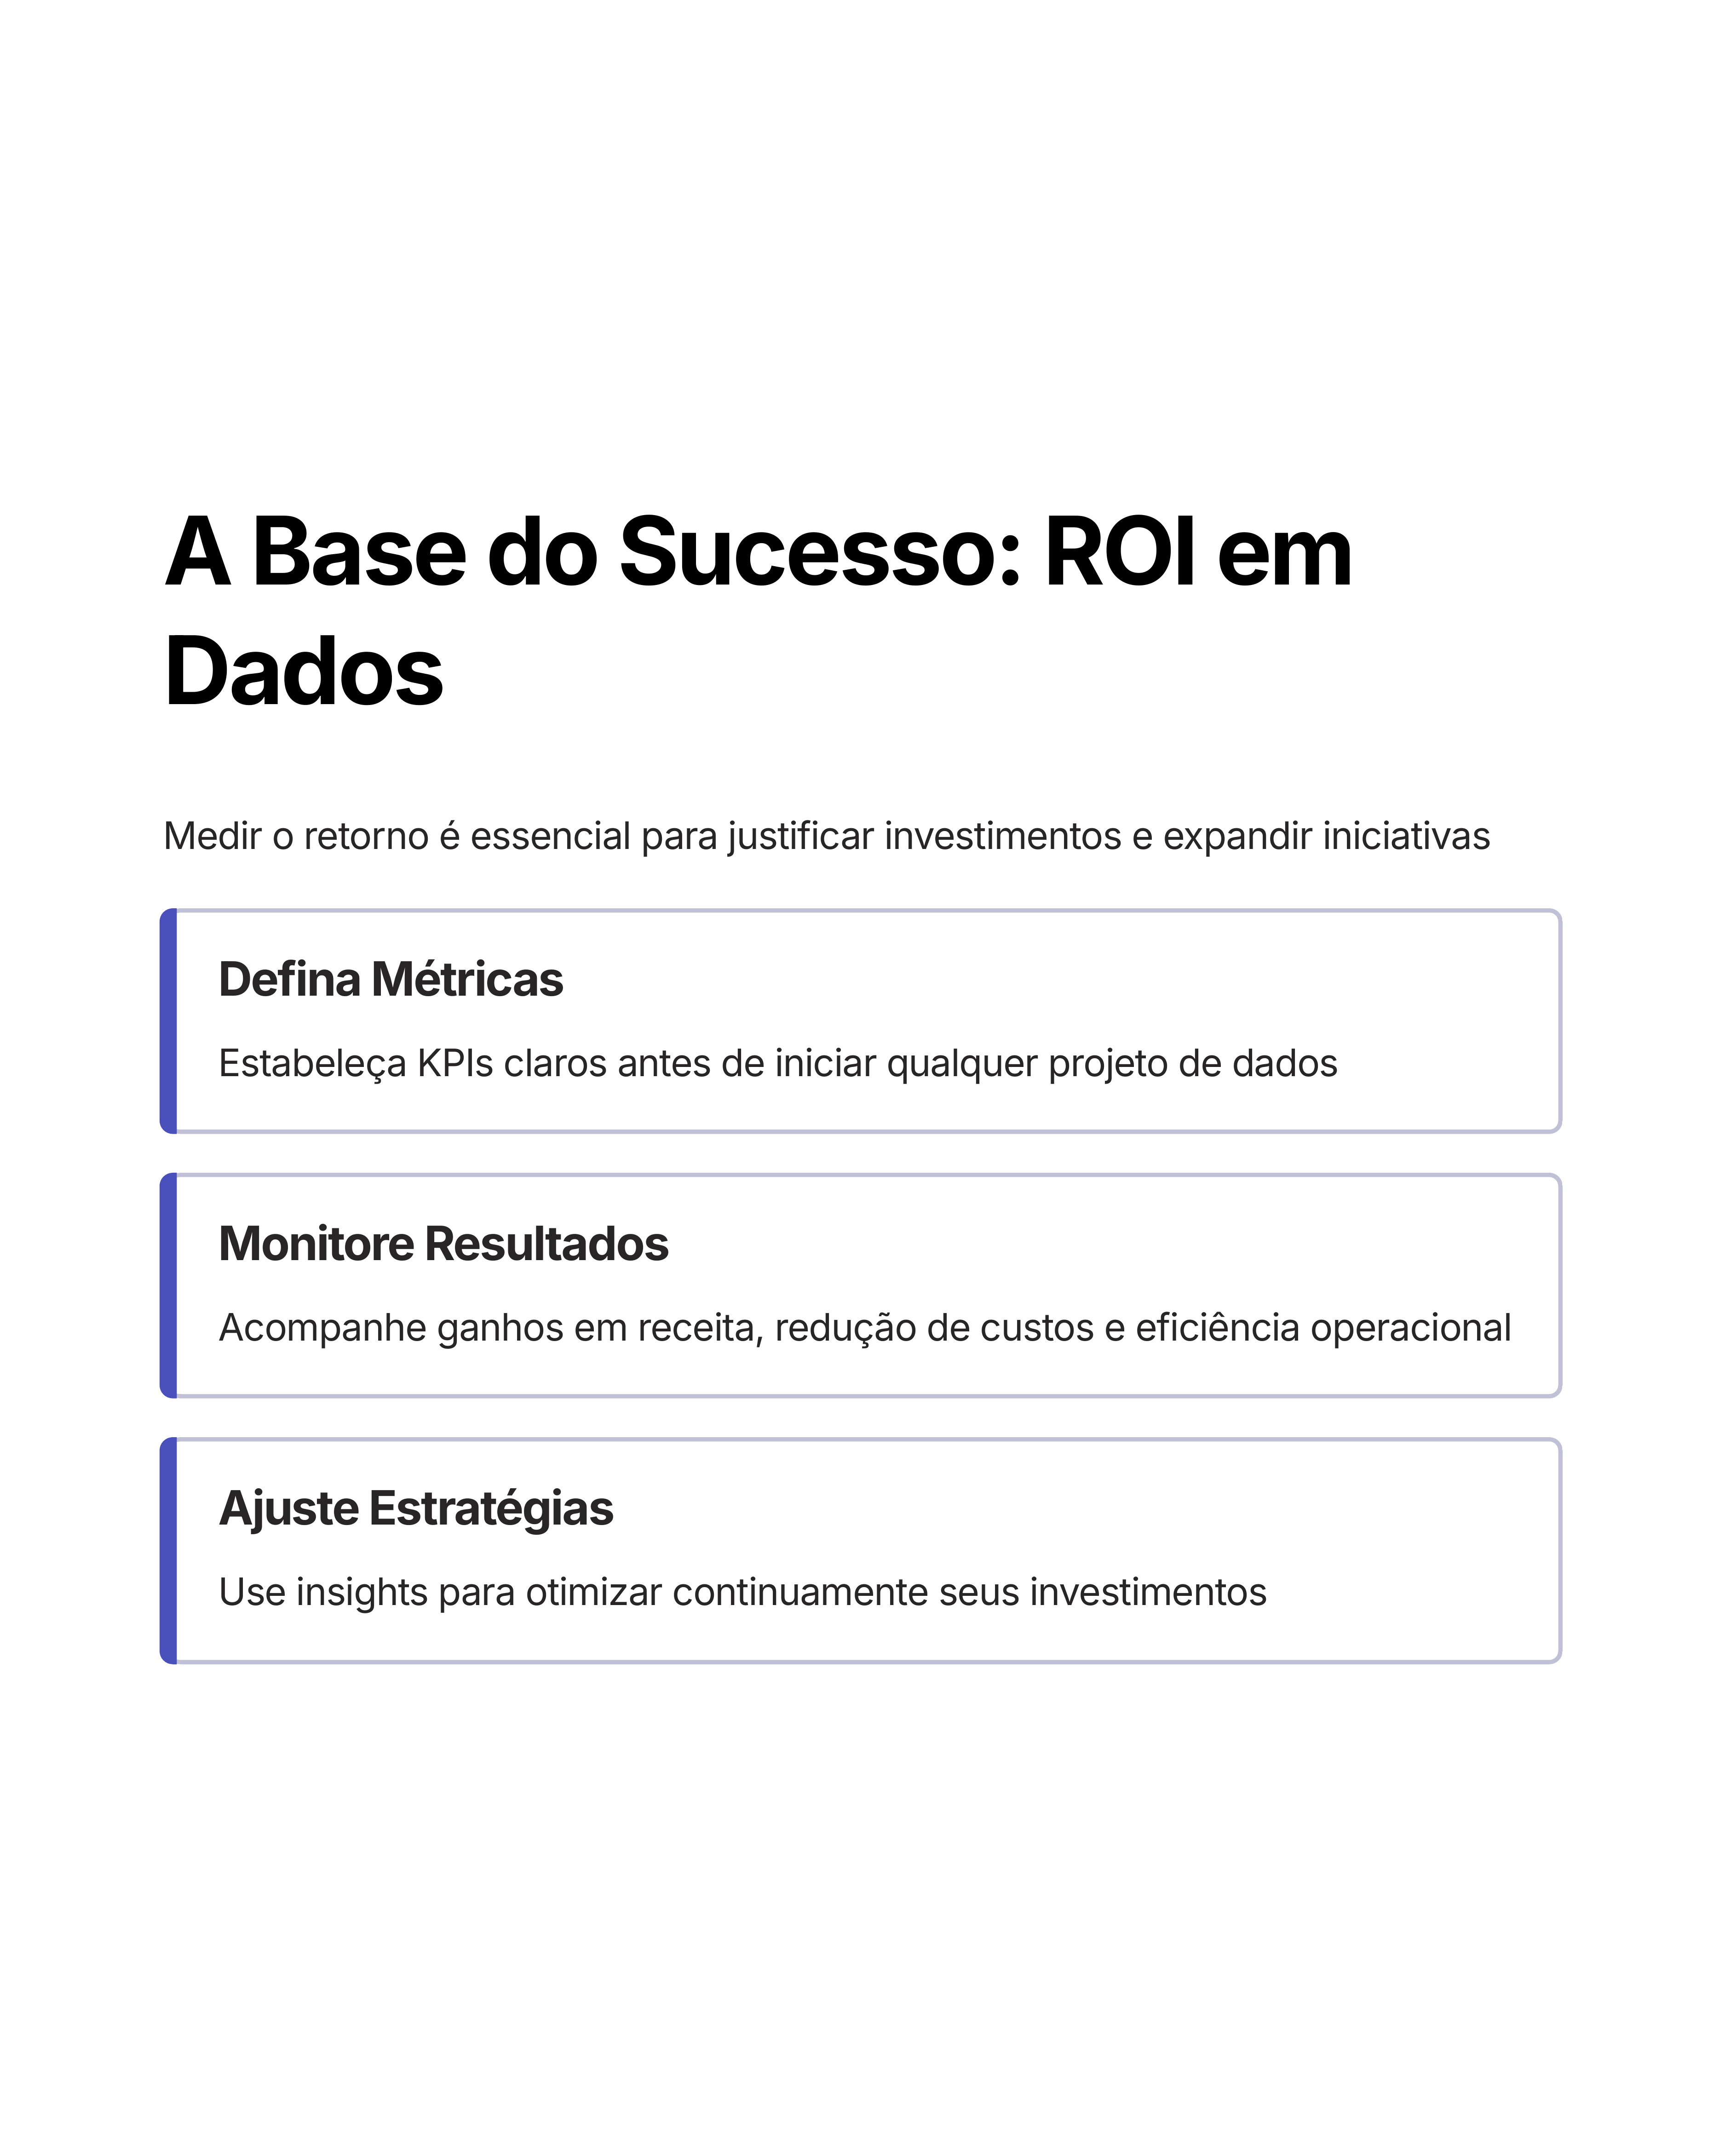 A Base do Sucesso: ROI em
Dados
Medir o retorno é essencial para justificar investimentos e expandir iniciativas
Defina Métricas
Estabeleça KPIs claros antes de iniciar qualquer projeto de dados
Monitore Resultados
Acompanhe ganhos em receita, redução de custos e eficiência operacional
Ajuste Estratégias
Use insights para otimizar continuamente seus investimentos